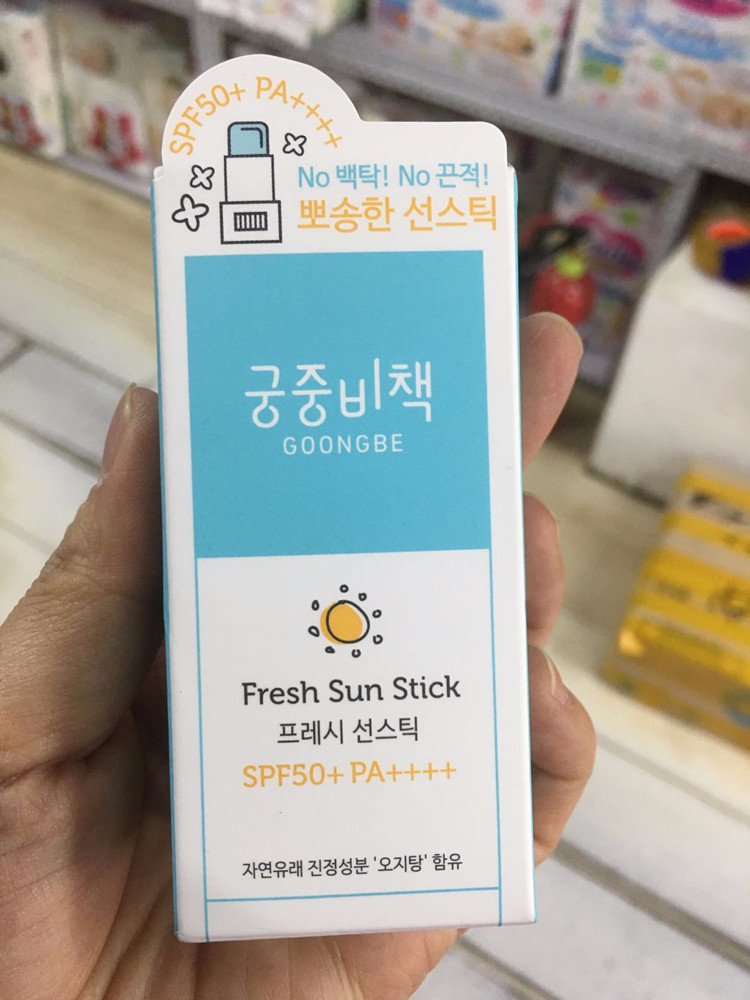 SPF50+ PA++++
No 백탁! No 끈적!
뽀송한 선스틱
궁중비책
GOONGBE
Fresh Sun Stick
프레시 선스틱
SPF50+ PA++++
자연유래 진정성분 '오지탕' 함유